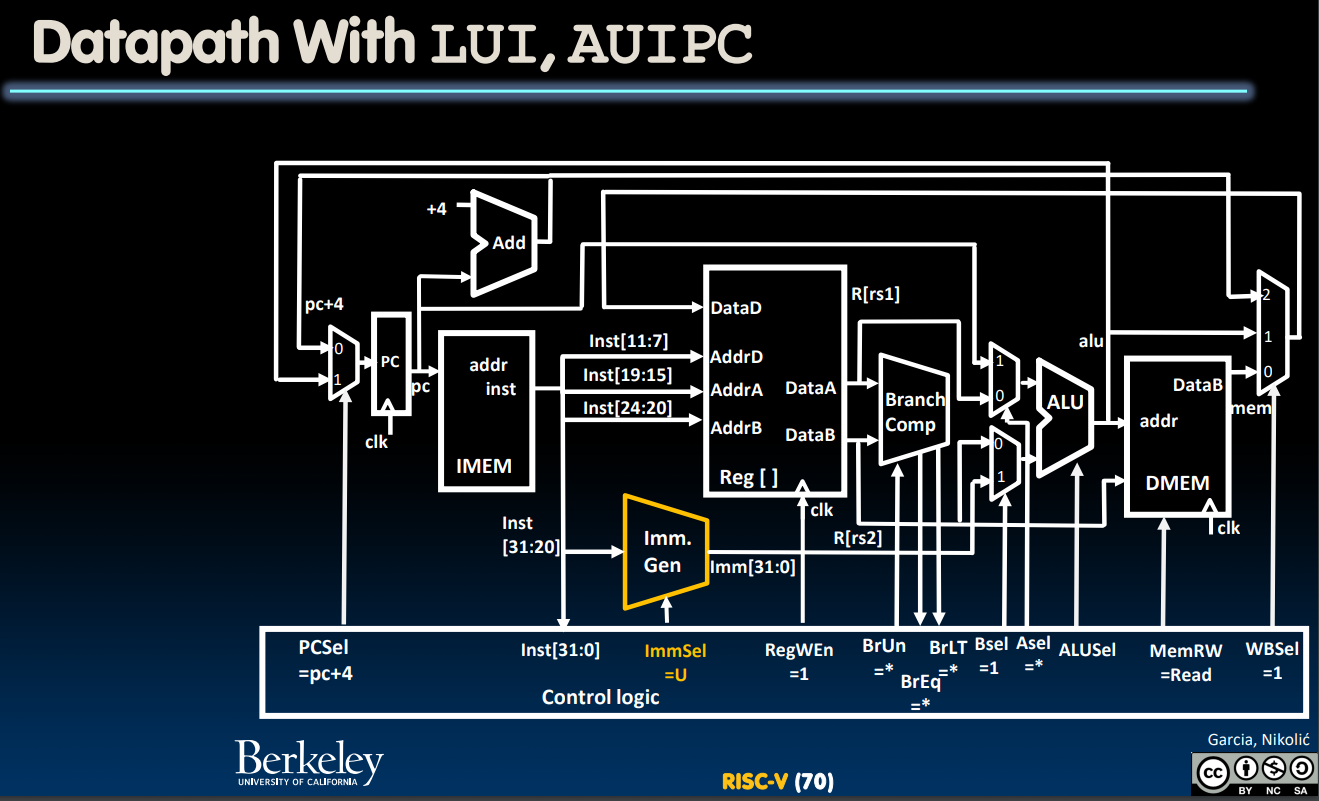 Datapath With LUI, AUIPC
+4
Add
pc+4
0
1
PC
pc
clk
addr
inst
IMEM
Inst[11:7]
Inst[19:15]
Inst[24:20]
DataD
AddrD
AddrA
AddrB
DataA
DataB
Reg [ ]
clk
R[rs1]
R[rs2]
Branch
Comp
1
0
0
1
ALU
alu
DataB
addr
DMEM
clk
mem
2
1
0
Inst
[31:20]
Imm.
Gen
Imm[31:0]
PCSel
=pc+4
Inst[31:0]
ImmSel
=U
RegWEn
=1
BrUn
=*
BrEq
=*
BrLT
=*
Bsel
=1
Asel
=*
ALUSel
MemRW
=Read
WBSel
=1
Control logic
Berkeley
UNIVERSITY OF CALIFORNIA
RISC-V (70)
Garcia, Nikolić
cc
BY NC SA